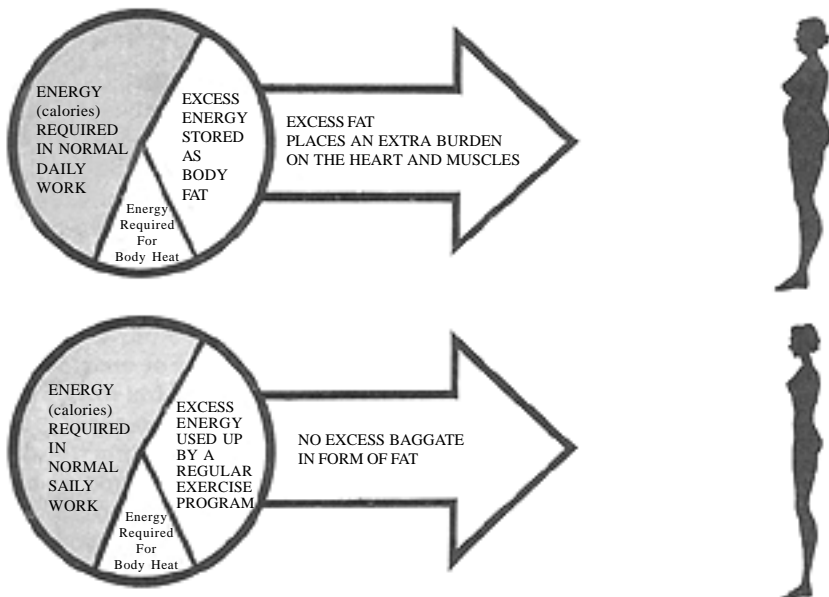 ENERGY
(calories)
REQUIRED
IN NORMAL
DAILY
WORK
EXCESS
ENERGY
STORED
AS
BODY
FAT
Energy
Required
For
Body Heat
EXCESS FAT
PLACES AN EXTRA BURDEN
ON THE HEART AND MUSCLES
ENERGY
(calories)
REQUIRED
IN
NORMAL
SAILY
WORK
EXCESS
ENERGY
USED UP
BY A
REGULAR
EXERCISE
PROGRAM
Energy
Required
For
Body Heat
NO EXCESS BAGGATE
IN FORM OF FAT